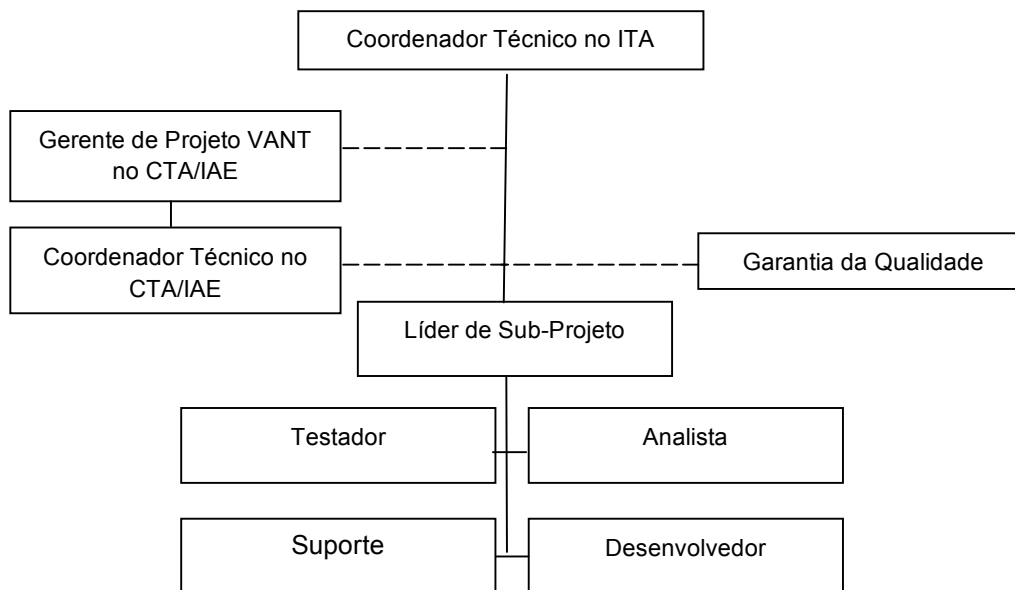 Coordenador Técnico no ITA
Gerente de Projeto VANT
no CTA/IAE
Coordenador Técnico no
CTA/IAE
Garantia da Qualidade
Líder de Sub-Projeto
Testador
Analista
Suporte
Desenvolvedor